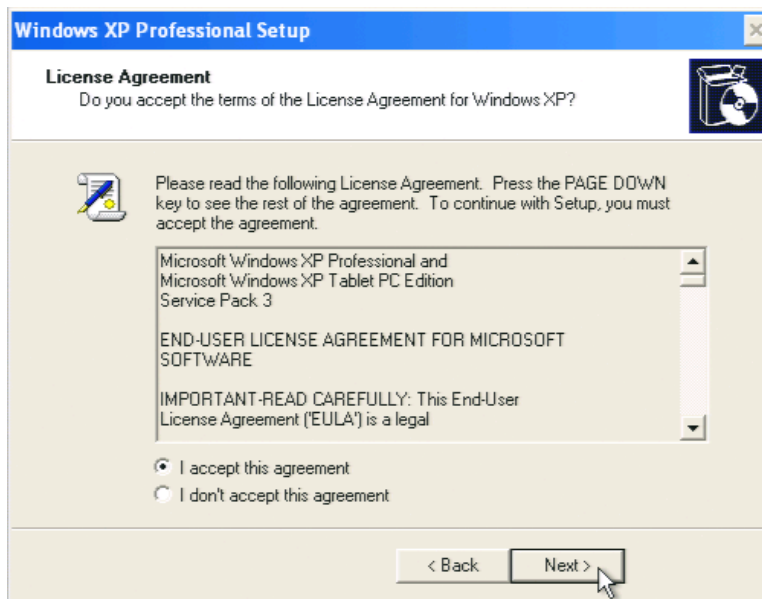 Windows XP Professional Setup
License Agreement
Do you accept the terms of the License Agreement for Windows XP?
Please read the following License Agreement. Press the PAGE DOWN
key to see the rest of the agreement. To continue with Setup, you must
accept the agreement.
Microsoft Windows XP Professional and
Microsoft Windows XP Tablet PC Edition
Service Pack 3
END-USER LICENSE AGREEMENT FOR MICROSOFT
SOFTWARE
IMPORTANT-READ CAREFULLY: This End-User
License Agreement ('EULA') is a legal
I accept this agreement
I don't accept this agreement
< Back
Next >